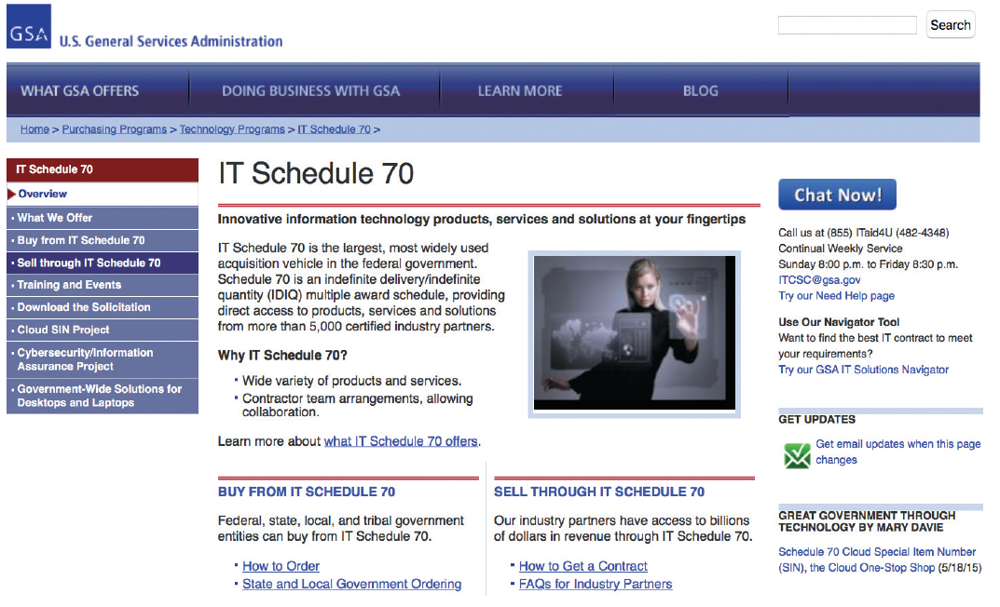 GSA
U.S. General Services Administration
Search
WHAT GSA OFFERS
DOING BUSINESS WITH GSA
LEARN MORE
BLOG
Home > Purchasing Programs > Technology Programs > IT Schedule 70 >
IT Schedule 70
Overview
What We Offer
Buy from IT Schedule 70
Sell through IT Schedule 70
Training and Events
Download the Solicitation
Cloud SIN Project
Cybersecurity/Information
Assurance Project
Government-Wide Solutions for
Desktops and Laptops
IT Schedule 70
Innovative information technology products, services and solutions at your fingertips
IT Schedule 70 is the largest, most widely used
acquisition vehicle in the federal government.
Schedule 70 is an indefinite delivery/indefinite
quantity (IDIQ) multiple award schedule, providing
direct access to products, services and solutions
from more than 5,000 certified industry partners.
Why IT Schedule 70?
Wide variety of products and services.
Contractor team arrangements, allowing
collaboration.
Learn more about what IT Schedule 70 offers.
BUY FROM IT SCHEDULE 70
Federal, state, local, and tribal government
entities can buy from IT Schedule 70.
How to Order
State and Local Government Ordering
SELL THROUGH IT SCHEDULE 70
Our industry partners have access to billions
of dollars in revenue through IT Schedule 70.
How to Get a Contract
FAQs for Industry Partners
Chat Now!
Call us at (855) ITaid4U (482-4348)
Continual Weekly Service
Sunday 8:00 p.m. to Friday 8:30 p.m.
ITCSC@gsa.gov
Try our Need Help page
Use Our Navigator Tool
Want to find the best IT contract to meet
your requirements?
Try our GSA IT Solutions Navigator
GET UPDATES
Get email updates when this page
changes
GREAT GOVERNMENT THROUGH
TECHNOLOGY BY MARY DAVIE
Schedule 70 Cloud Special Item Number
(SIN), the Cloud One-Stop Shop (5/18/15)